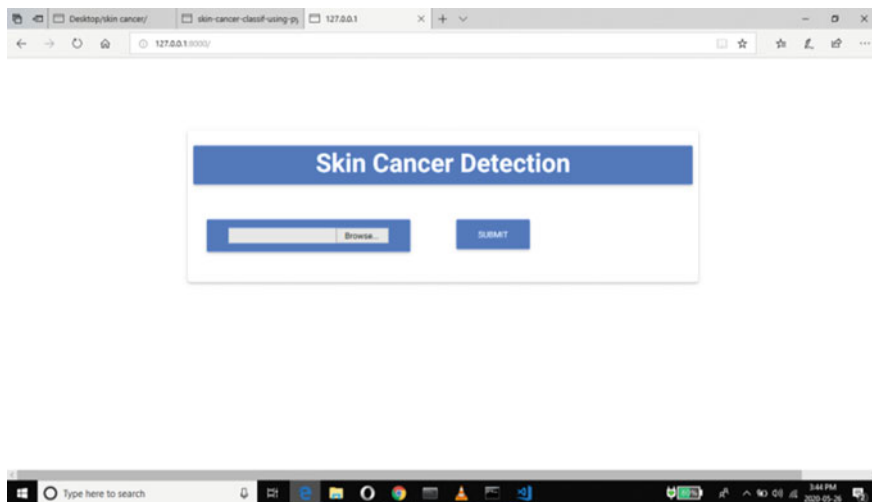 Desktop/skin cancer/
skin-cancer-classif-using-py
127.0.0.1
127.0.0.1:8000/
Skin Cancer Detection
Browse...
SUBMIT
Type here to search
3:44 PM
2020-05-26